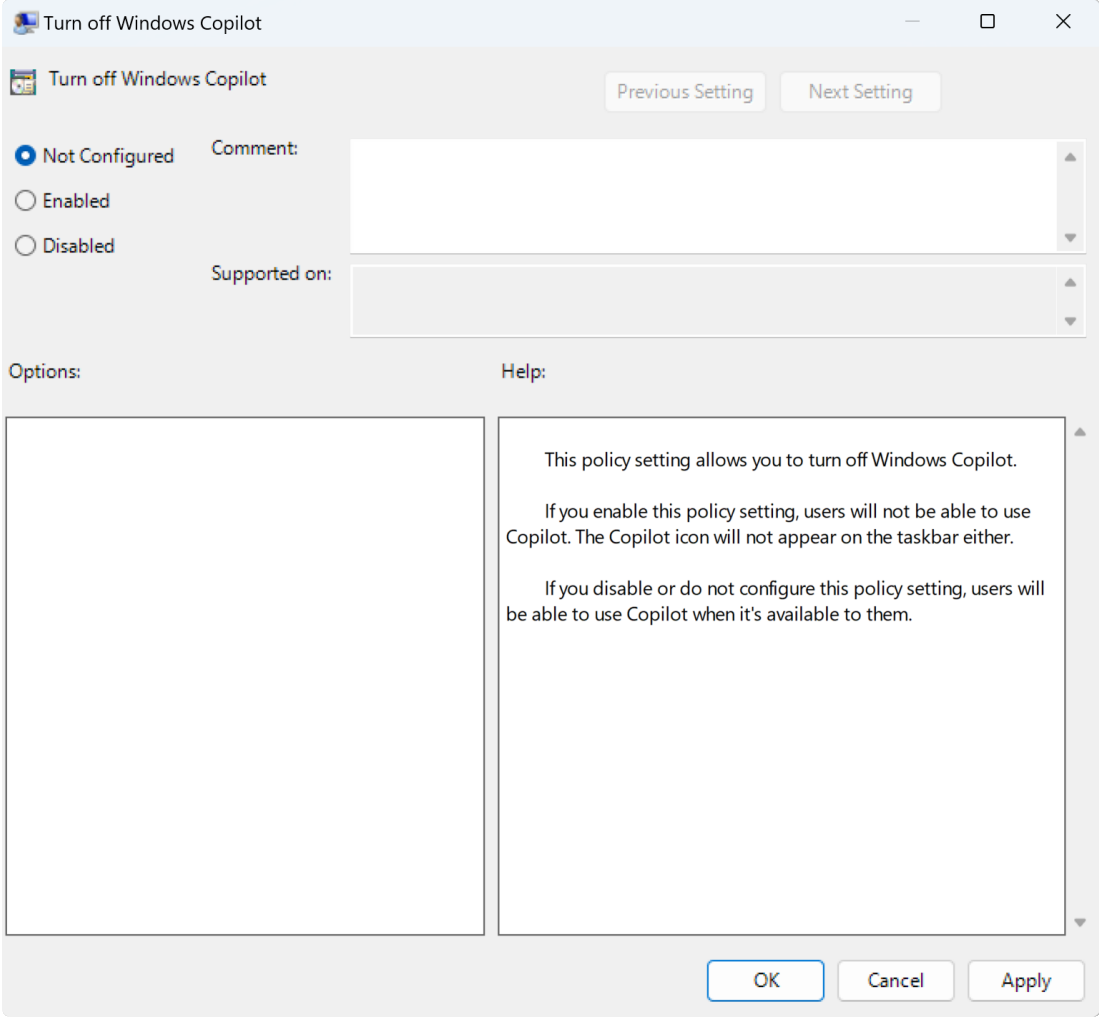 Turn off Windows Copilot
Turn off Windows Copilot
Previous Setting
Next Setting
Not Configured
Comment:
Enabled
Disabled
Supported on:
Options:
Help:
This policy setting allows you to turn off Windows Copilot.
If you enable this policy setting, users will not be able to use
Copilot. The Copilot icon will not appear on the taskbar either.
If you disable or do not configure this policy setting, users will
be able to use Copilot when it's available to them.
OK
Cancel
Apply